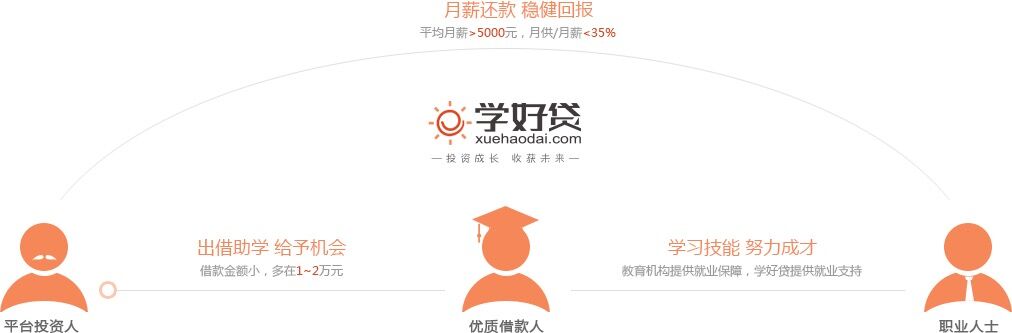 月薪还款 稳健回报
平均月薪>5000元，月供/月薪<35%
学好贷
xuehaodai.com
—投资成长 收获未来—
出借助学 给予机会
借款金额小，多在1~2万元
学习技能 努力成才
教育机构提供就业保障，学好贷提供就业支持
平台投资人
优质借款人
职业人士